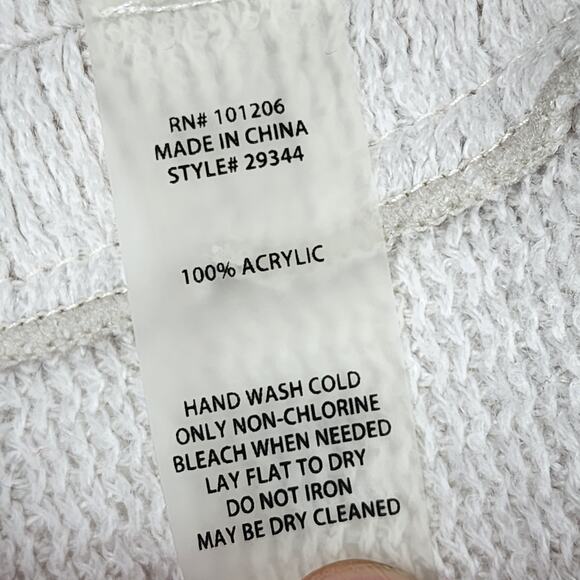 RN# 101206
MADE IN CHINA
STYLE# 29344
100% ACRYLIC
HAND WASH COLD
ONLY NON-CHLORINE
BLEACH WHEN NEEDED
LAY FLAT TO DRY
DO NOT IRON
MAY BE DRY CLEANED